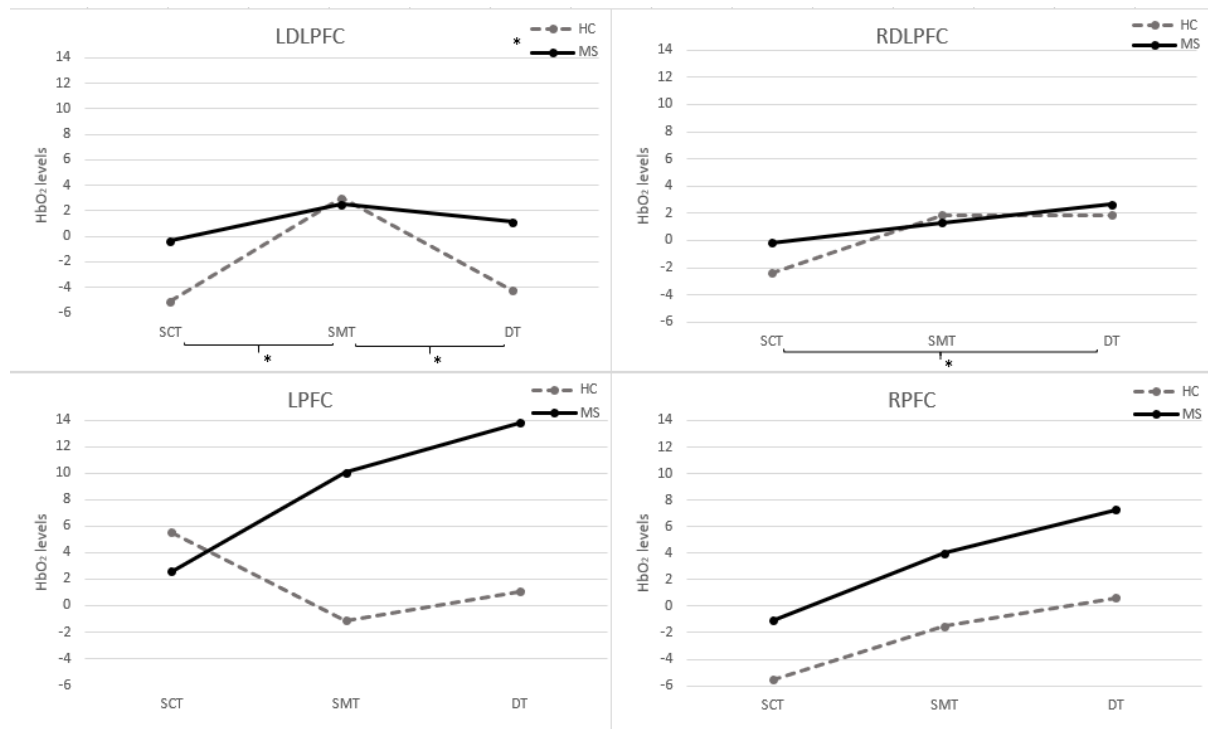 LDLPFC
*
HC
MS
14
12
10
8
6
4
2
0
-2
-4
-6
HbO₂ levels
SCT
SMT
DT
*
*
RDLPFC
HC
MS
14
12
10
8
6
4
2
0
-2
-4
-6
HbO₂ levels
SCT
SMT
DT
*
LPFC
HC
MS
14
12
10
8
6
4
2
0
-2
-4
-6
HbO₂ levels
SCT
SMT
DT
RPFC
HC
MS
14
12
10
8
6
4
2
0
-2
-4
-6
HbO₂ levels
SCT
SMT
DT